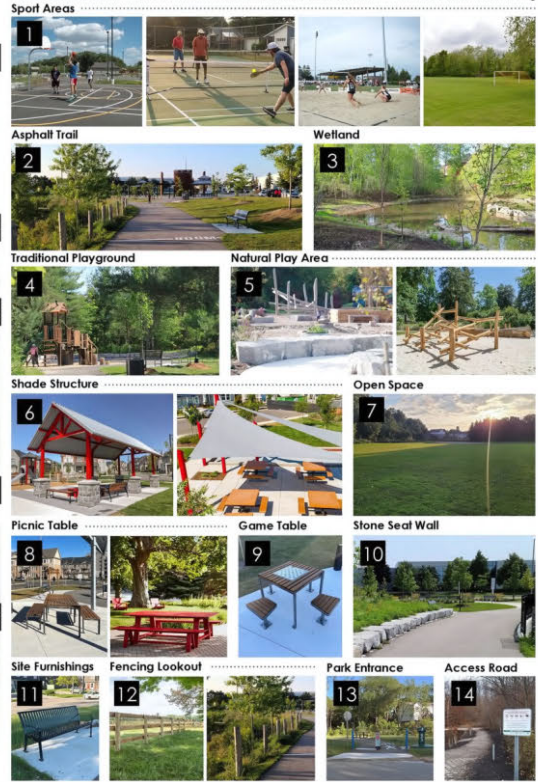 Sport Areas
1
Asphalt Trail
Wetland
2
3
Traditional Playground
Natural Play Area
4
5
Shade Structure
Open Space
6
7
Picnic Table
Game Table
Stone Seat Wall
8
9
10
Site Furnishings
Fencing Lookout
Park Entrance
Access Road
11
12
13
14